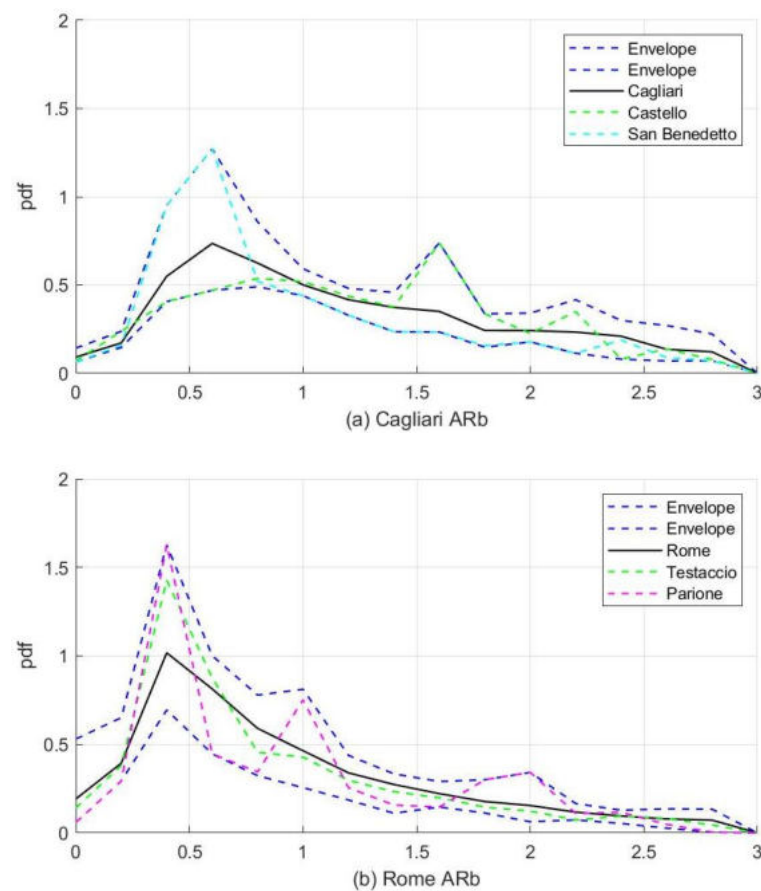 2
1.5
1
0.5
0
pdf
0 0.5 1 1.5 2 2.5 3
(a) Cagliari ARb
Envelope
Envelope
Cagliari
Castello
San Benedetto
2
1.5
1
0.5
0
pdf
0 0.5 1 1.5 2 2.5 3
(b) Rome ARb
Envelope
Envelope
Rome
Testaccio
Parione